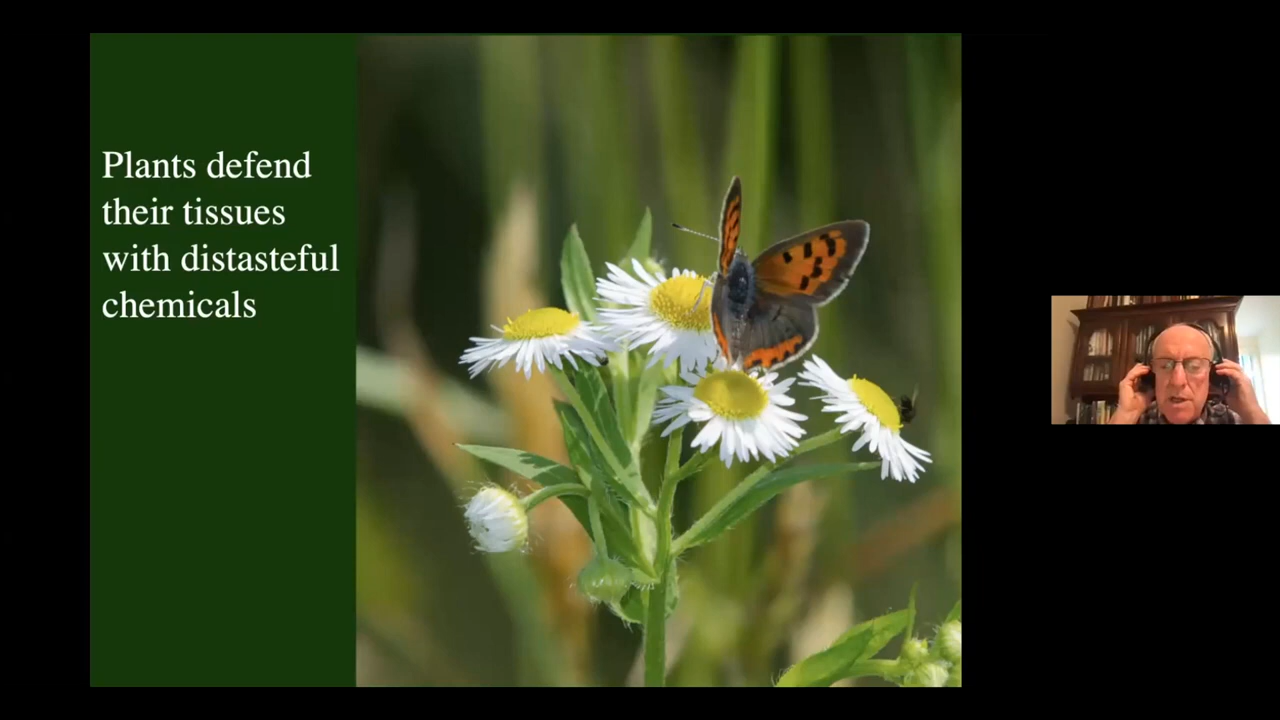 Plants defend
their tissues
with distasteful
chemicals